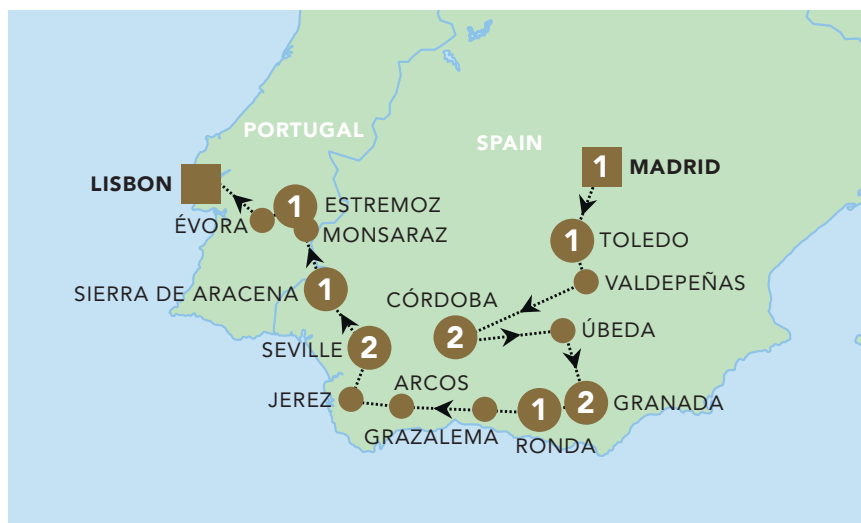 PORTUGAL
SPAIN
1 MADRID
LISBON
1 ESTREMOZ
ÉVORA
MONSARAZ
1 TOLEDO
VALDEPEÑAS
SIERRA DE ARACENA 1
CÓRDOBA
2
ÚBEDA
SEVILLE 2
JEREZ
ARCOS
GRAZALEMA
1
RONDA
2 GRANADA